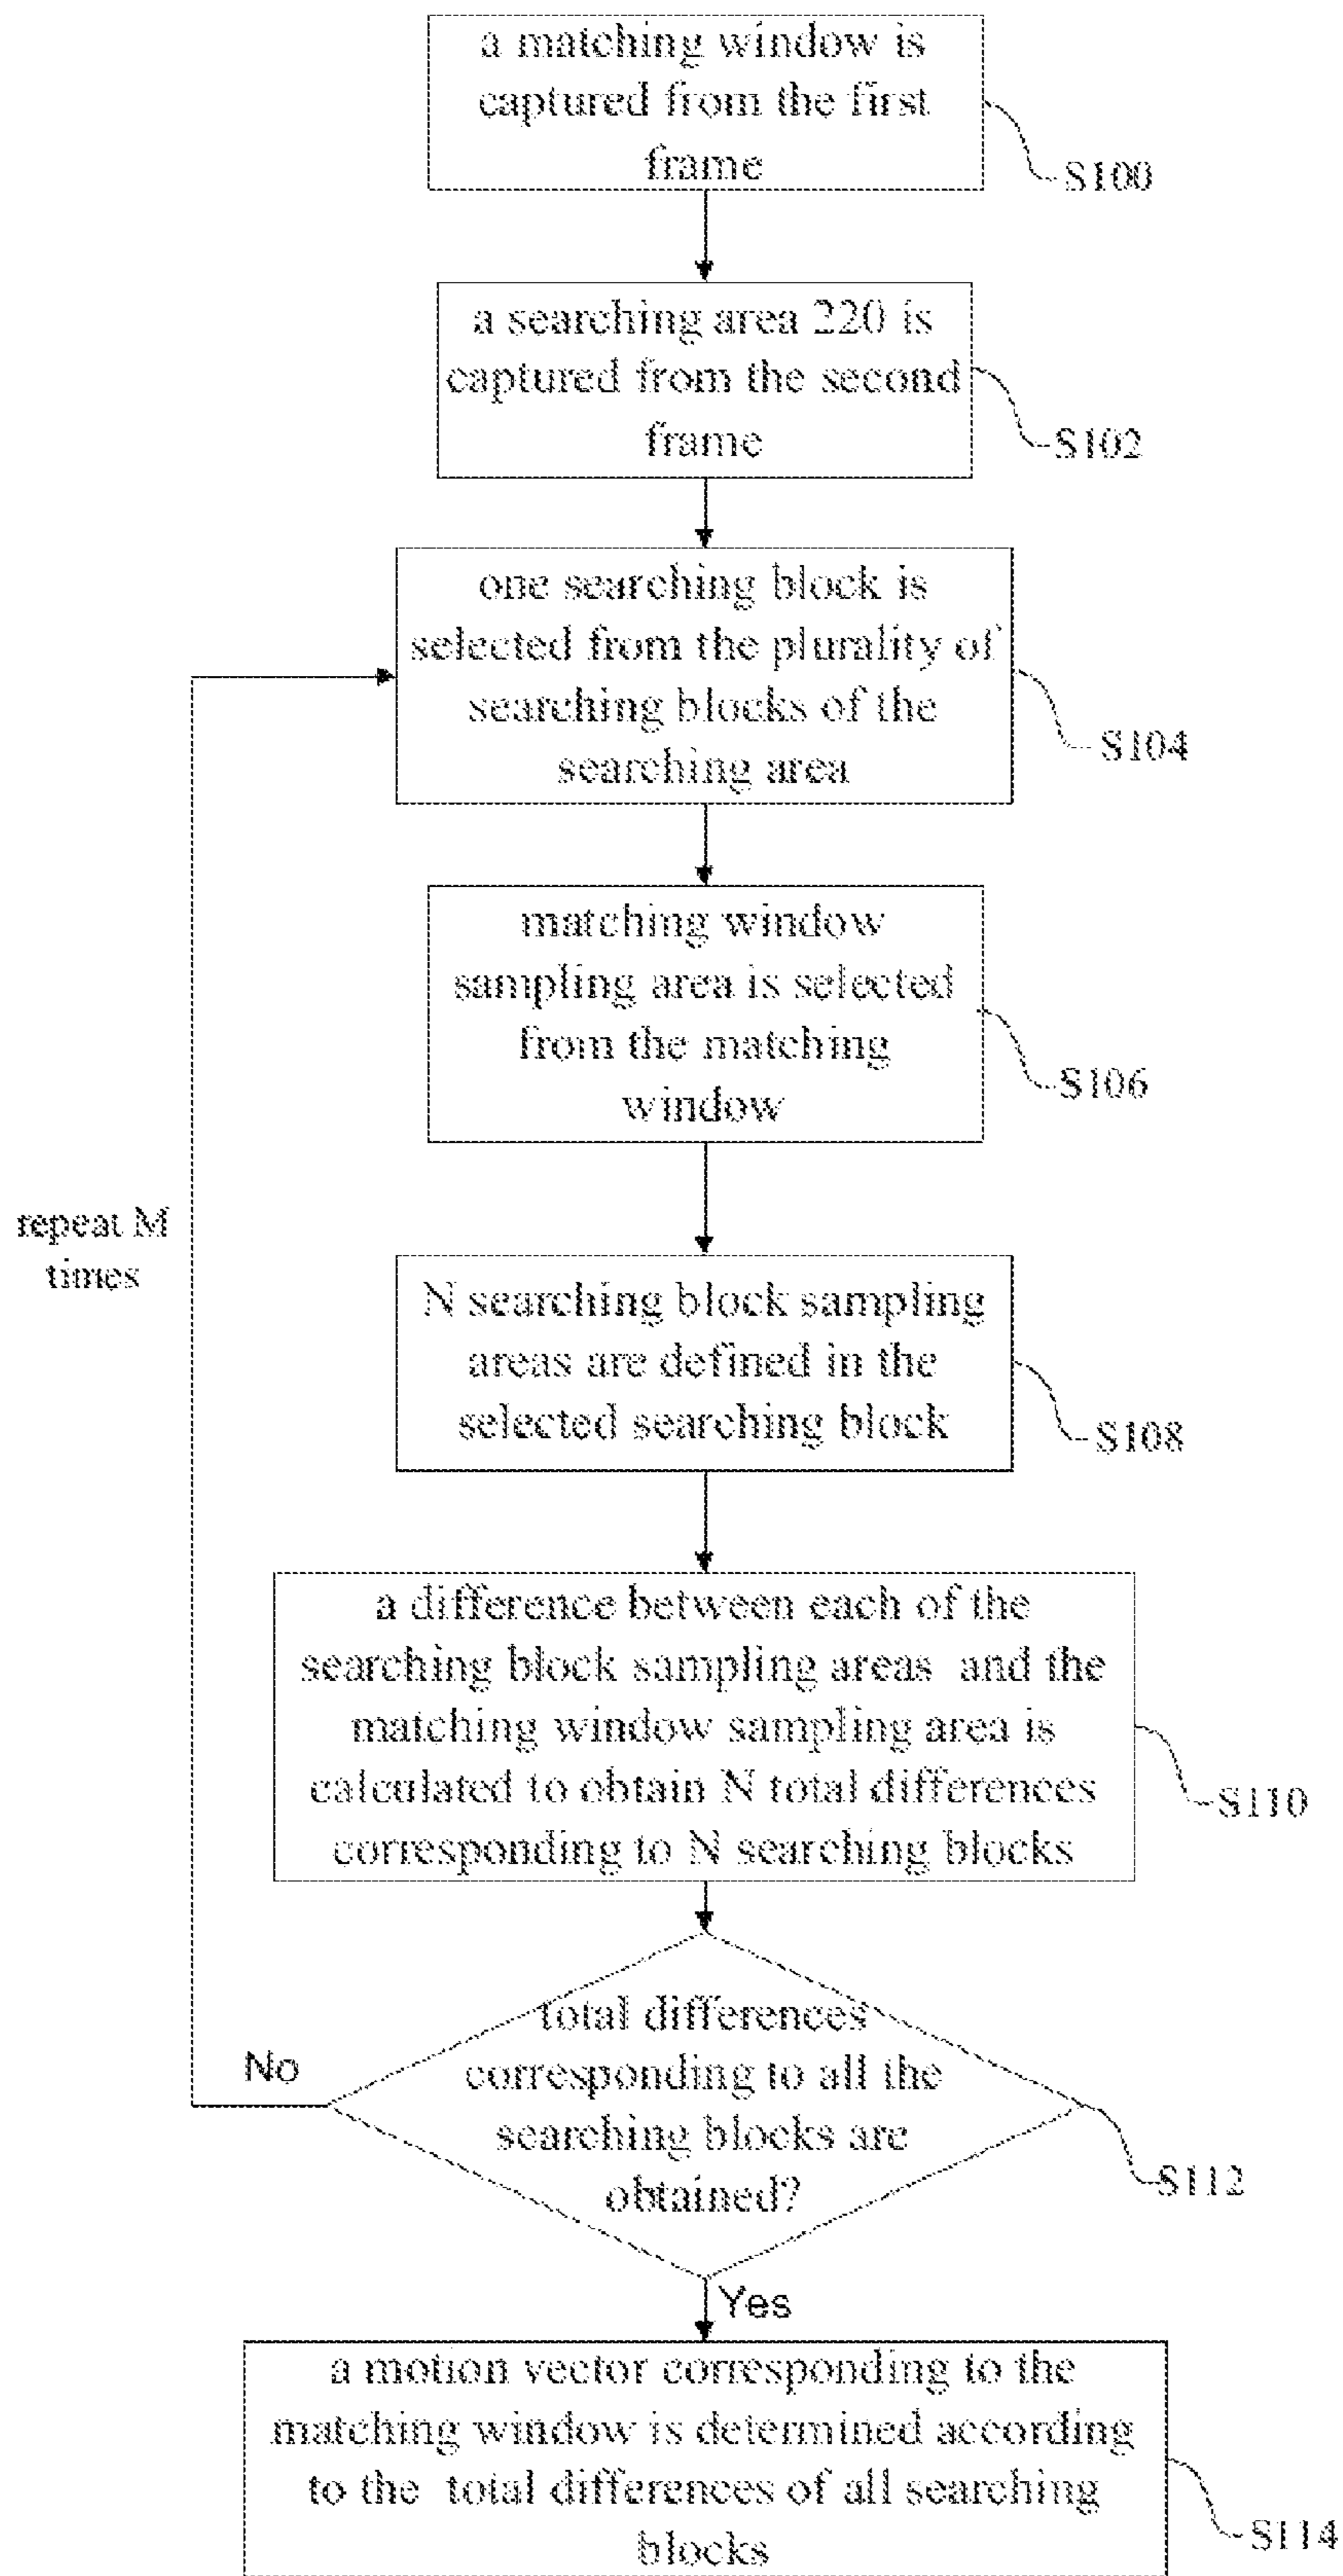 a matching window is
captured from the first
frame
S100
a searching area 220 is
captured from the second
frame
S102
one searching block is
selected from the plurality of
searching blocks of the
searching area
S104
matching window
sampling area is selected
from the matching
window
S106
repeat M
times
N searching block sampling
areas are defined in the
selected searching block
S108
a difference between each of the
searching block sampling areas and the
matching window sampling area is
calculated to obtain N total differences
corresponding to N searching blocks
S110
total differences
corresponding to all the
searching blocks are
obtained?
No
S112
Yes
a motion vector corresponding to the
matching window is determined according
to the total differences of all searching
blocks
S114